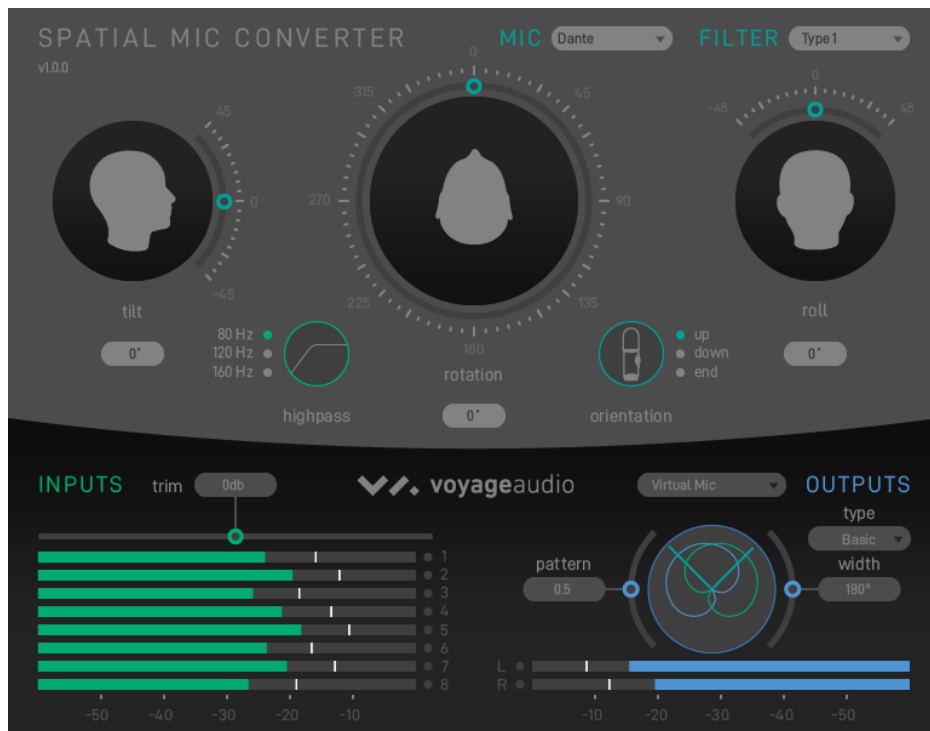 SPATIAL MIC CONVERTER
v1.0.0
MIC Dante
FILTER Type 1
45
0
-45
tilt
0°
0
45
90
135
180
225
270
315
rotation
0°
-45
0
45
roll
0°
80 Hz
120 Hz
160 Hz
highpass
up
down
end
orientation
INPUTS trim 0db
voyageaudio
Virtual Mic
OUTPUTS
type
Basic
pattern
0.5
width
180°
1
2
3
4
5
6
7
8
-50 -40 -30 -20 -10
L
R
-10 -20 -30 -40 -50